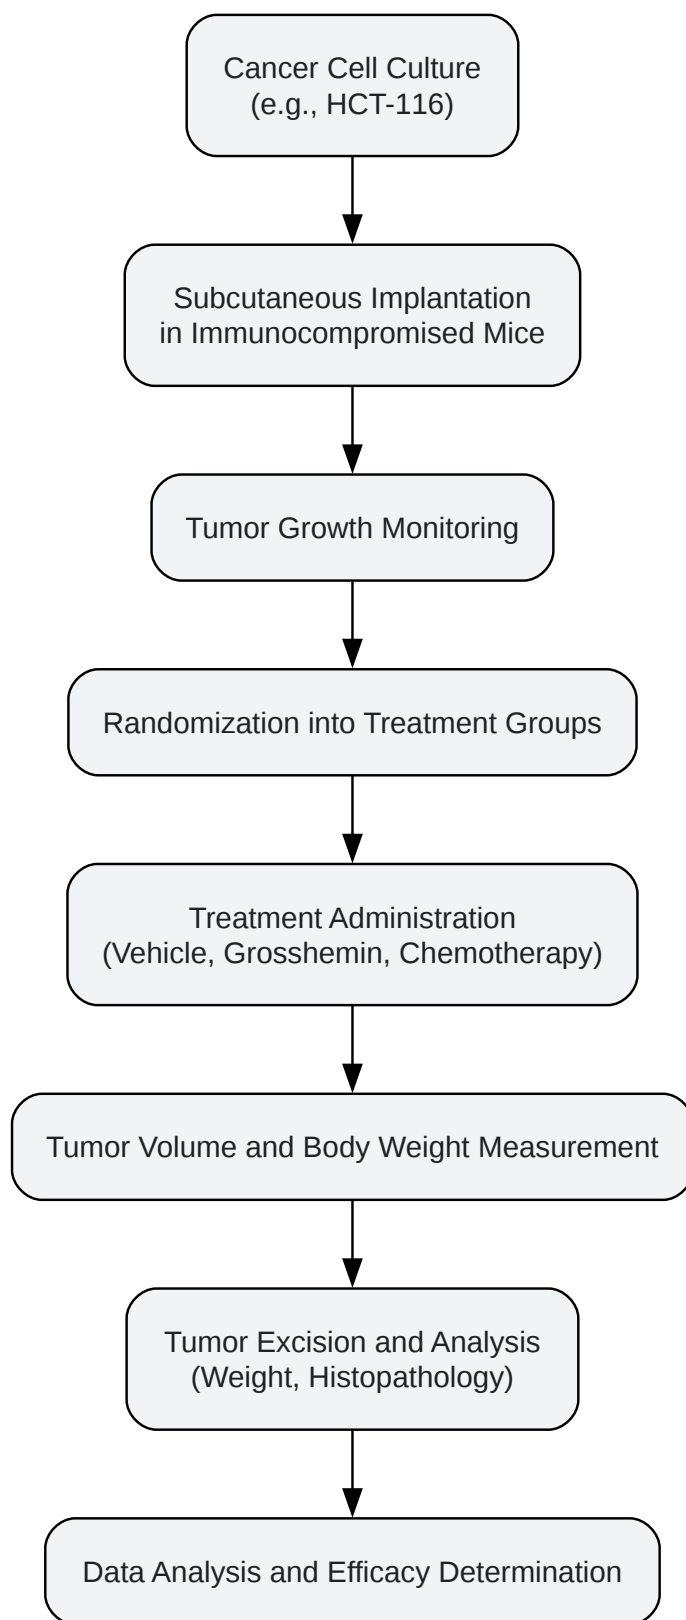 Cancer Cell Culture
(e.g., HCT-116)
Subcutaneous Implantation
in Immunocompromised Mice
Tumor Growth Monitoring
Randomization into Treatment Groups
Treatment Administration
(Vehicle, Grosshemin, Chemotherapy)
Tumor Volume and Body Weight Measurement
Tumor Excision and Analysis
(Weight, Histopathology)
Data Analysis and Efficacy Determination